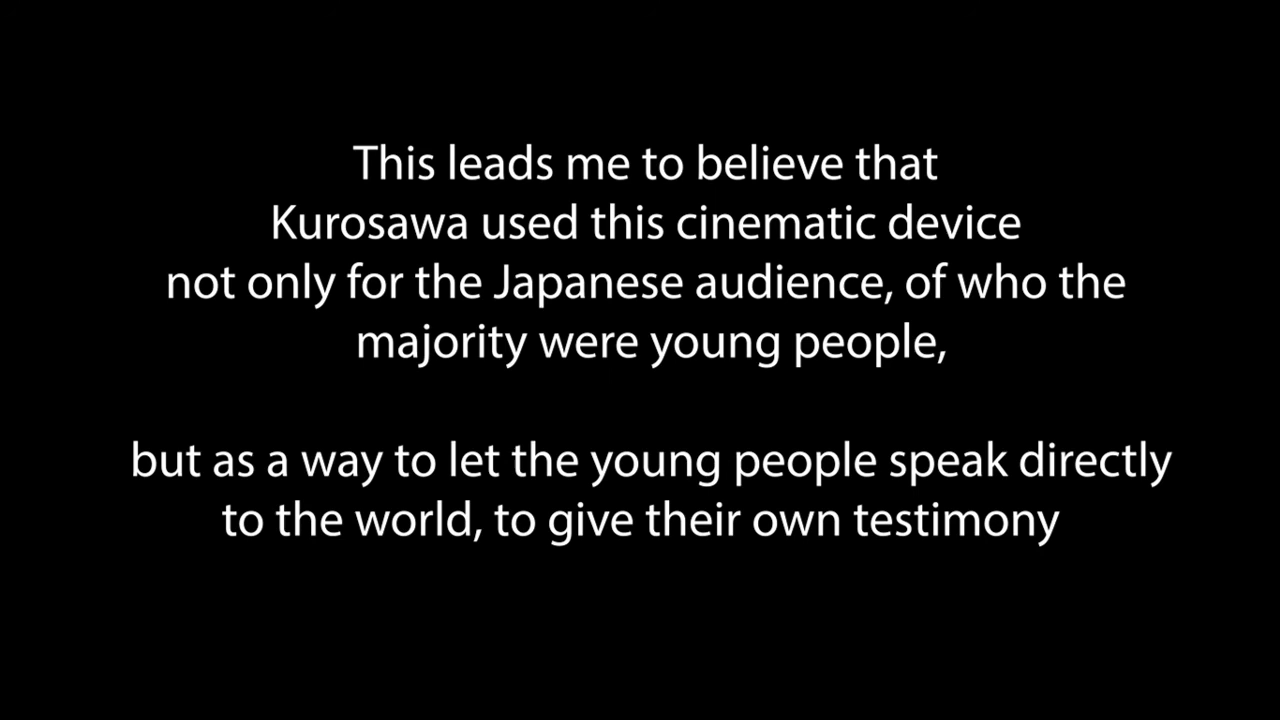 This leads me to believe that
Kurosawa used this cinematic device
not only for the Japanese audience, of who the
majority were young people,
but as a way to let the young people speak directly
to the world, to give their own testimony